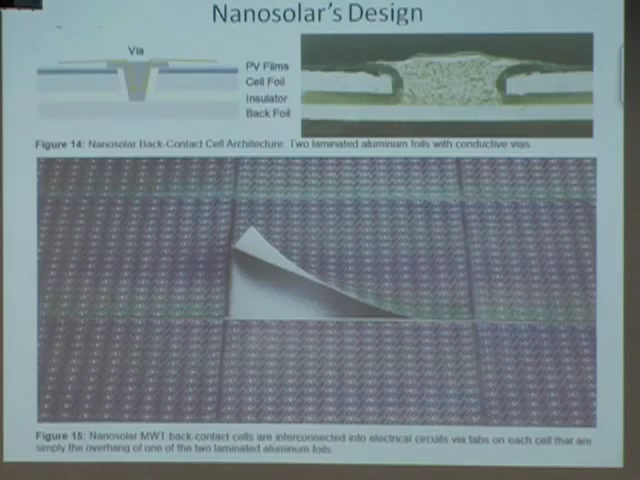 Nanosolar's Design
Via
PV Films
Cell Foil
Insulator
Back Foil
Figure 14: Nanosolar Back-Contact Cell Architecture: Two laminated aluminum foils with conductive vias.
Figure 15: Nanosolar MWT back-contact cells are interconnected into electrical circuits via tabs on each cell that are
simply the overhang of one of the two laminated aluminum foils.